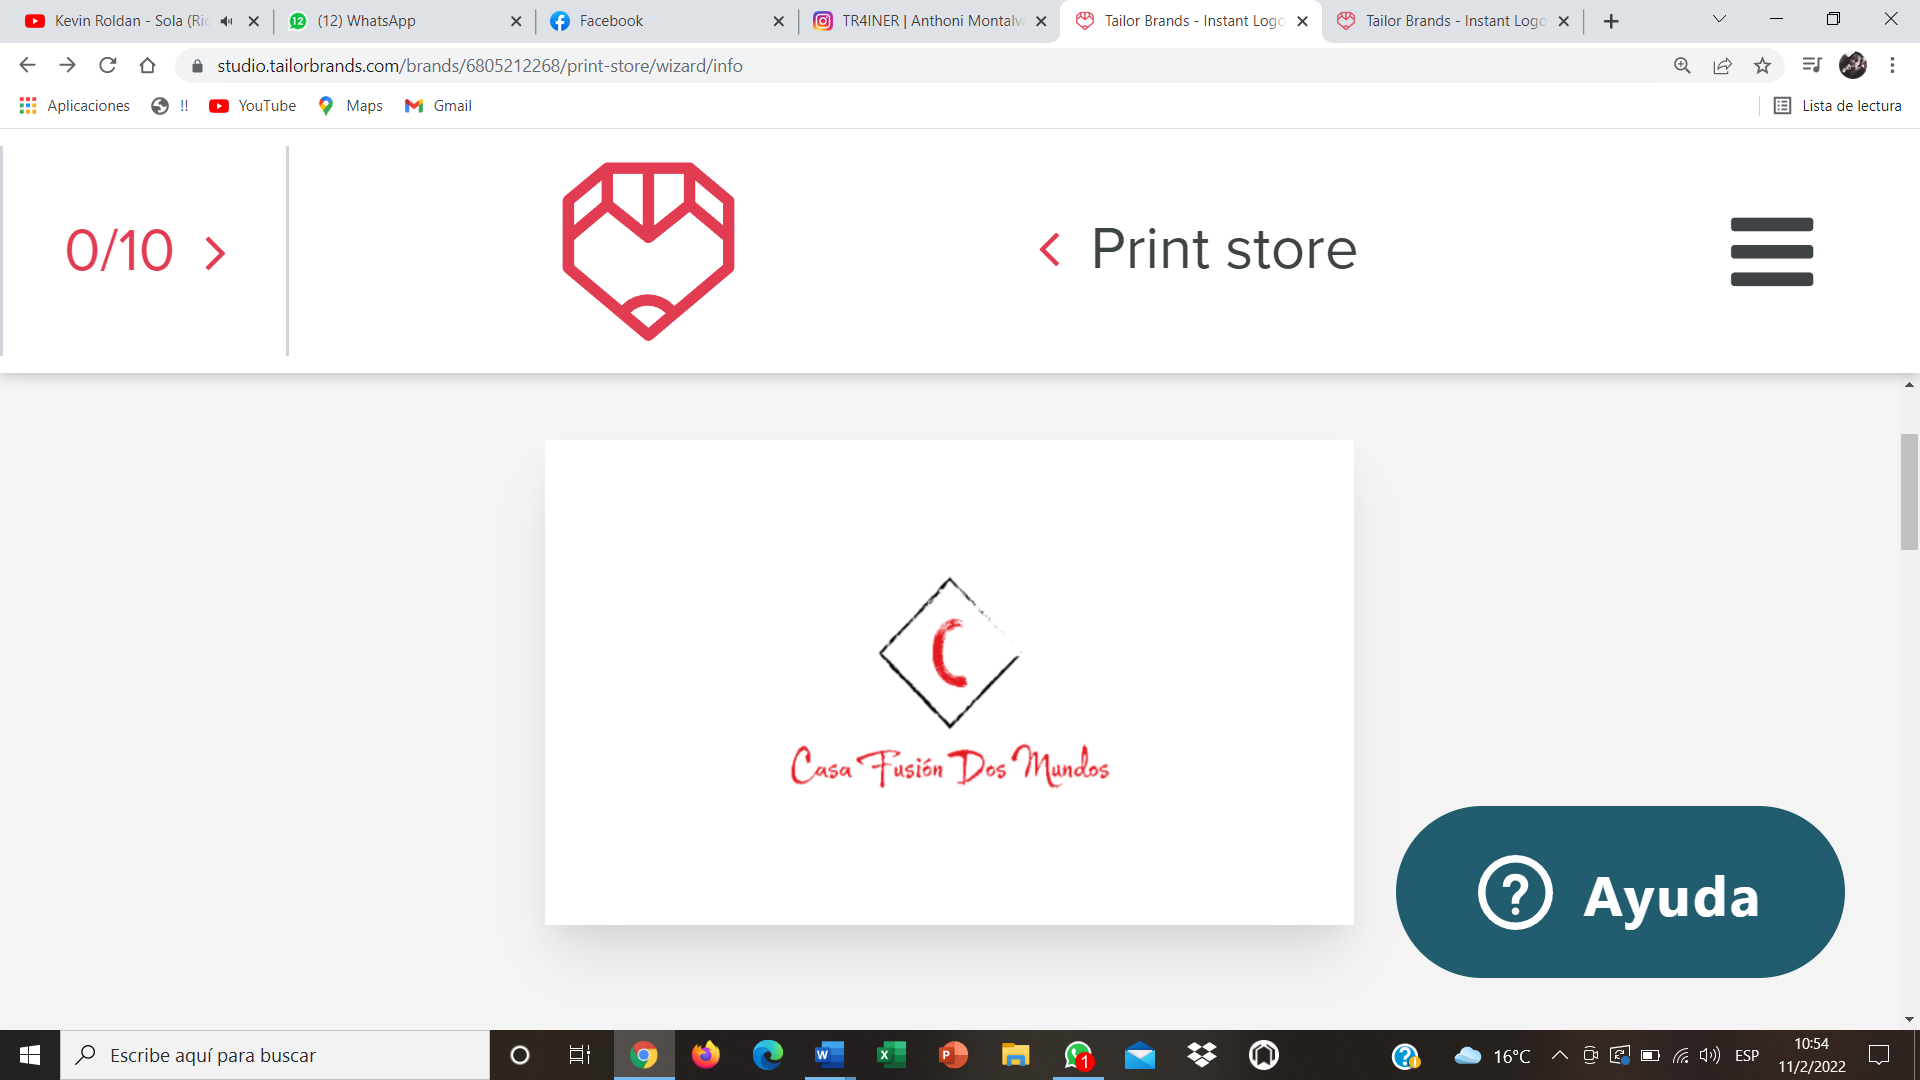 Kevin Roldan - Sola (Ric
(12) WhatsApp
Facebook
TR4INER | Anthoni Montalv
Tailor Brands - Instant Logo
Tailor Brands - Instant Logo
studio.tailorbrands.com/brands/6805212268/print-store/wizard/info
Aplicaciones
!!
YouTube
Maps
Gmail
Lista de lectura
0/10
Print store
C
Casa Fusión Dos Mundos
Ayuda
Escribe aquí para buscar
1
16°C
ESP
10:54
11/2/2022